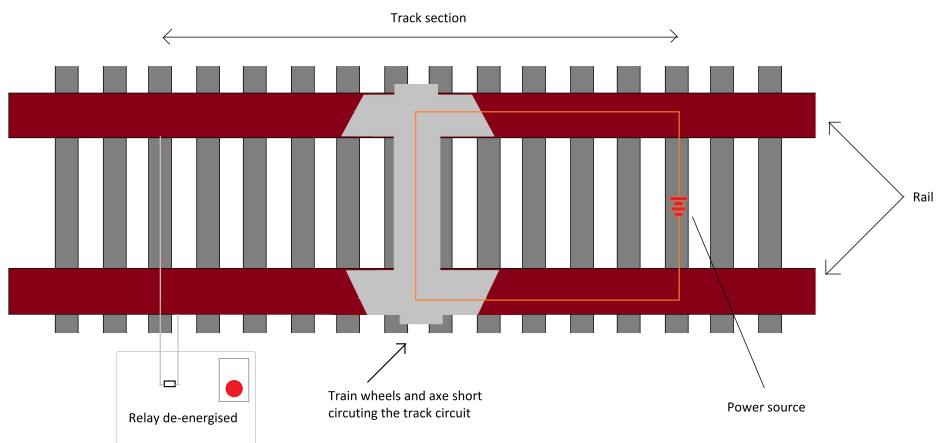 Track section
Rail
Train wheels and axe short
circuting the track circuit
Power source
Relay de-energised